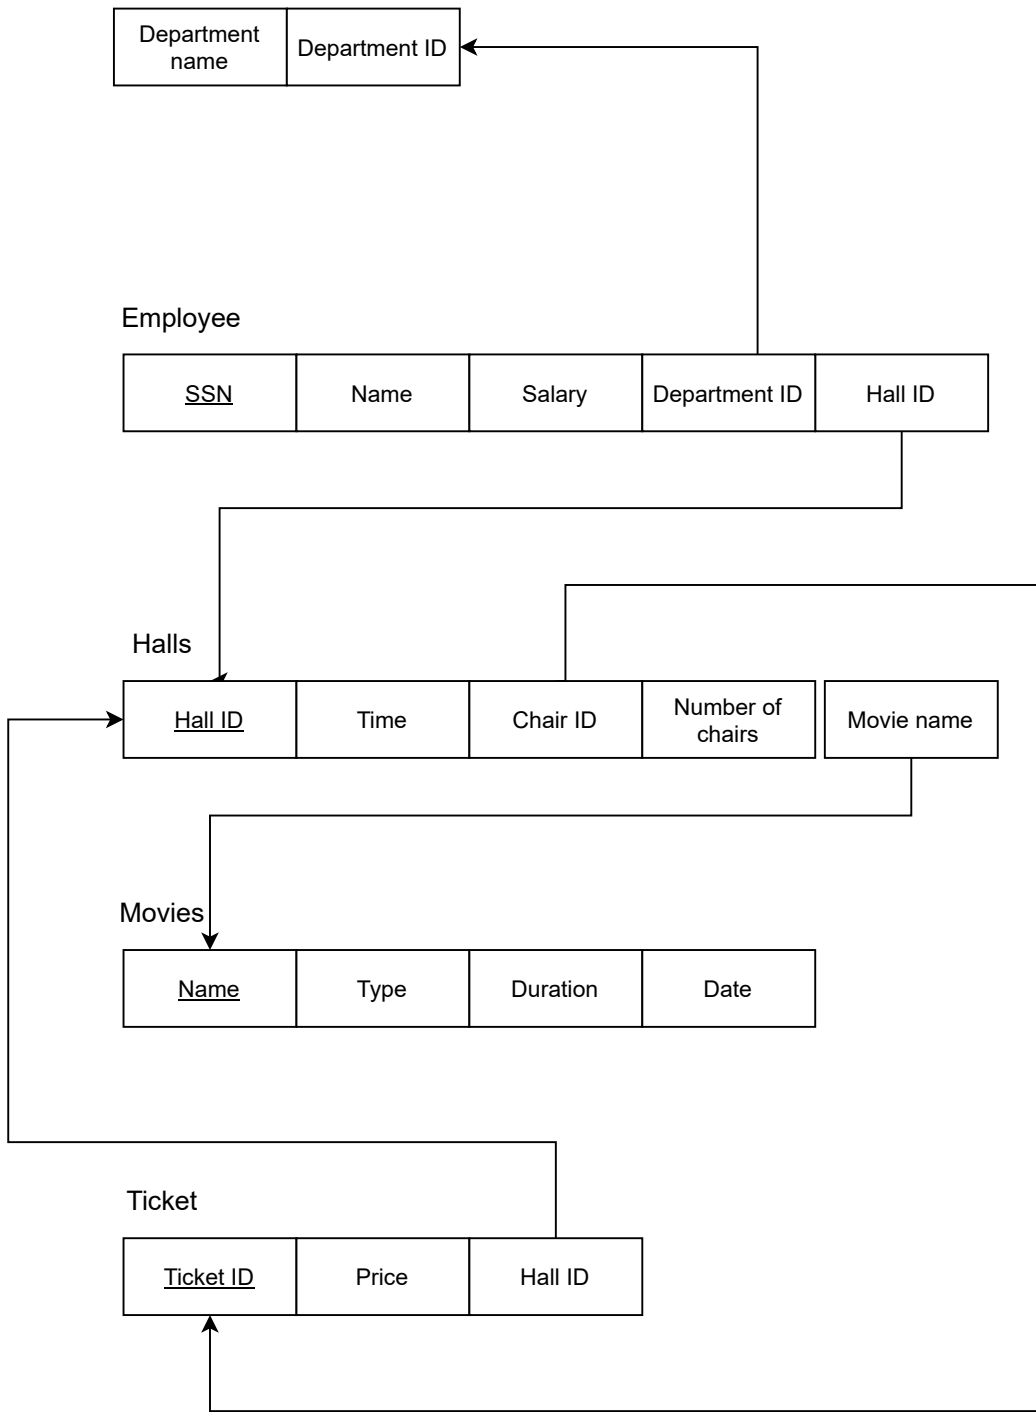 Department
name
Department ID
Employee
SSN
Name
Salary
Department ID
Hall ID
Halls
Hall ID
Time
Chair ID
Number of
chairs
Movie name
Movies
Name
Type
Duration
Date
Ticket
Ticket ID
Price
Hall ID